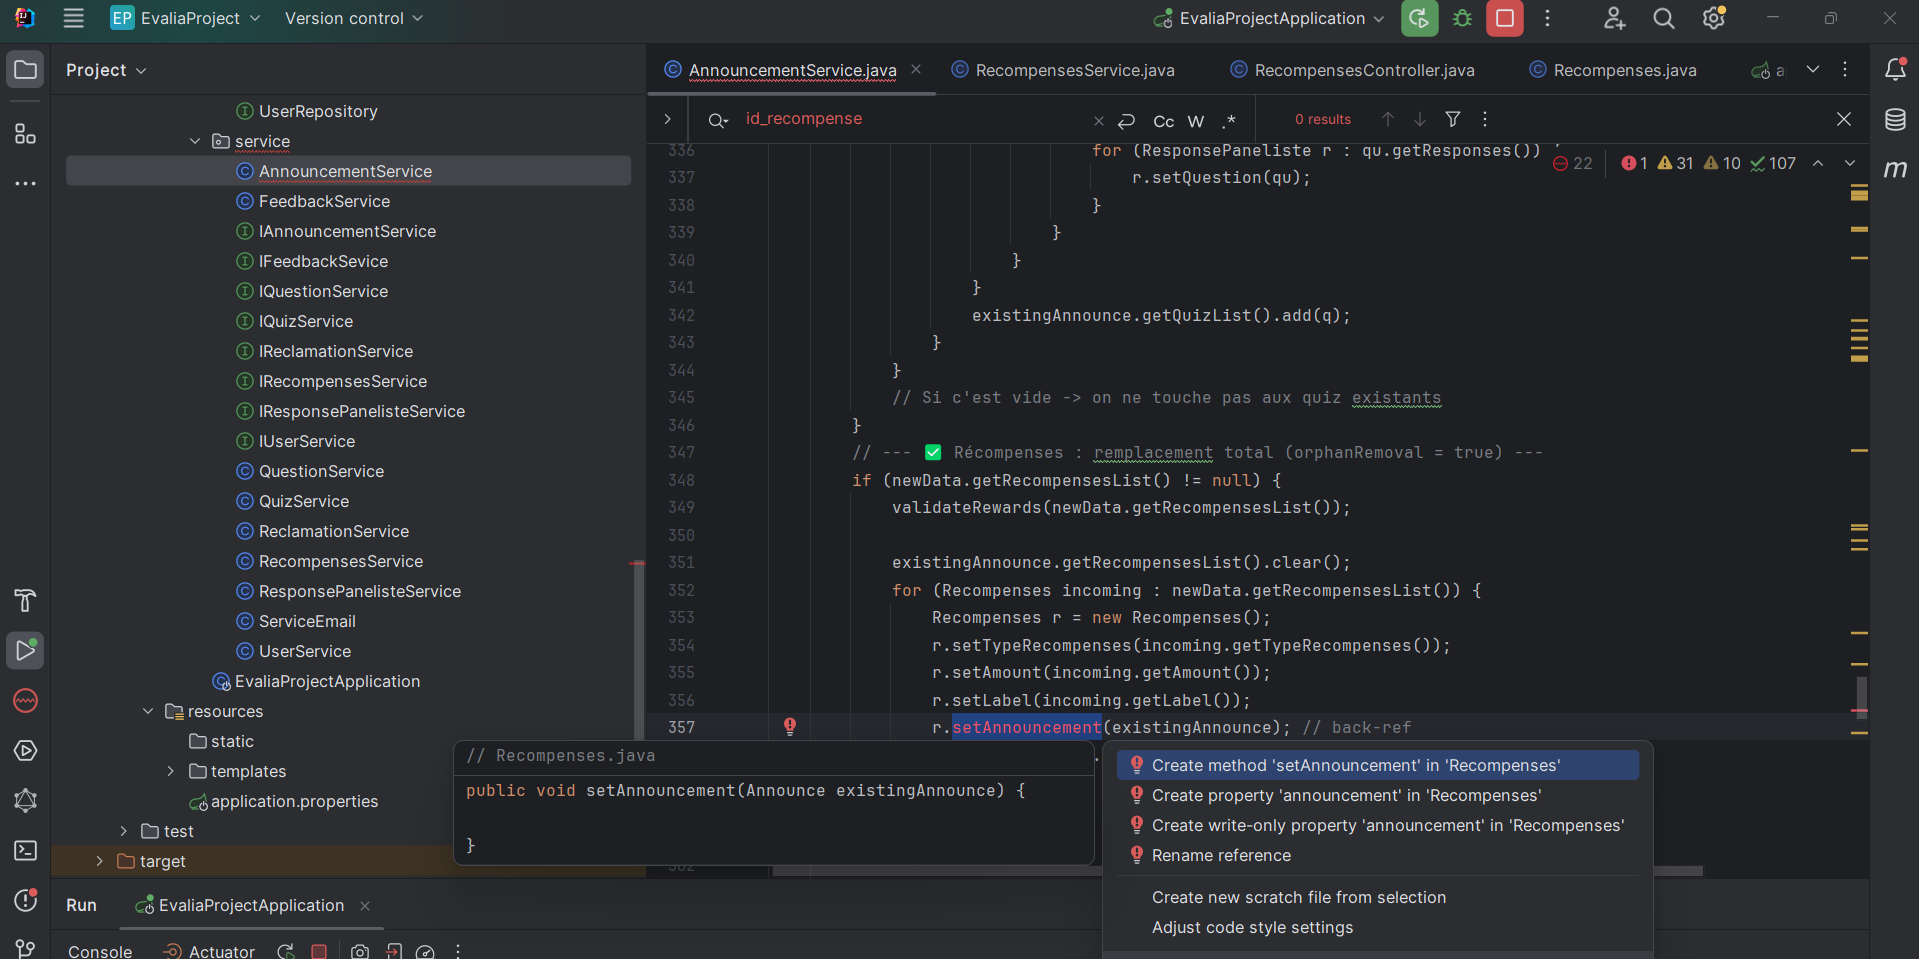 EP EvaliaProject
Version control
EvaliaProjectApplication
Project
AnnouncementService.java
RecompensesService.java
RecompensesController.java
Recompenses.java
a
id_recompense
Cc W .*
0 results
22 1 31 10 107
UserRepository
service
AnnouncementService
FeedbackService
IAnnouncementService
IFeedbackSevice
IQuestionService
IQuizService
IReclamationService
IRecompensesService
IResponsePanelisteService
IUserService
QuestionService
QuizService
ReclamationService
RecompensesService
ResponsePanelisteService
ServiceEmail
UserService
EvaliaProjectApplication
resources
static
templates
application.properties
test
target
336 for (ResponsePaneliste r : qu.getResponses())
337 r.setQuestion(qu);
338 }
339 }
340 }
341 }
342 existingAnnounce.getQuizList().add(q);
343 }
344 }
345 // Si c'est vide -> on ne touche pas aux quiz existants
346 }
347 // --- ✅ Récompenses : remplacement total (orphanRemoval = true) ---
348 if (newData.getRecompensesList() != null) {
349 validateRewards(newData.getRecompensesList());
350
351 existingAnnounce.getRecompensesList().clear();
352 for (Recompenses incoming : newData.getRecompensesList()) {
353 Recompenses r = new Recompenses();
354 r.setTypeRecompenses(incoming.getTypeRecompenses());
355 r.setAmount(incoming.getAmount());
356 r.setLabel(incoming.getLabel());
357 r.setAnnouncement(existingAnnounce); // back-ref
// Recompenses.java
public void setAnnouncement(Announce existingAnnounce) {
}
Create method 'setAnnouncement' in 'Recompenses'
Create property 'announcement' in 'Recompenses'
Create write-only property 'announcement' in 'Recompenses'
Rename reference
Create new scratch file from selection
Adjust code style settings
m
Run
EvaliaProjectApplication
Console
Actuator